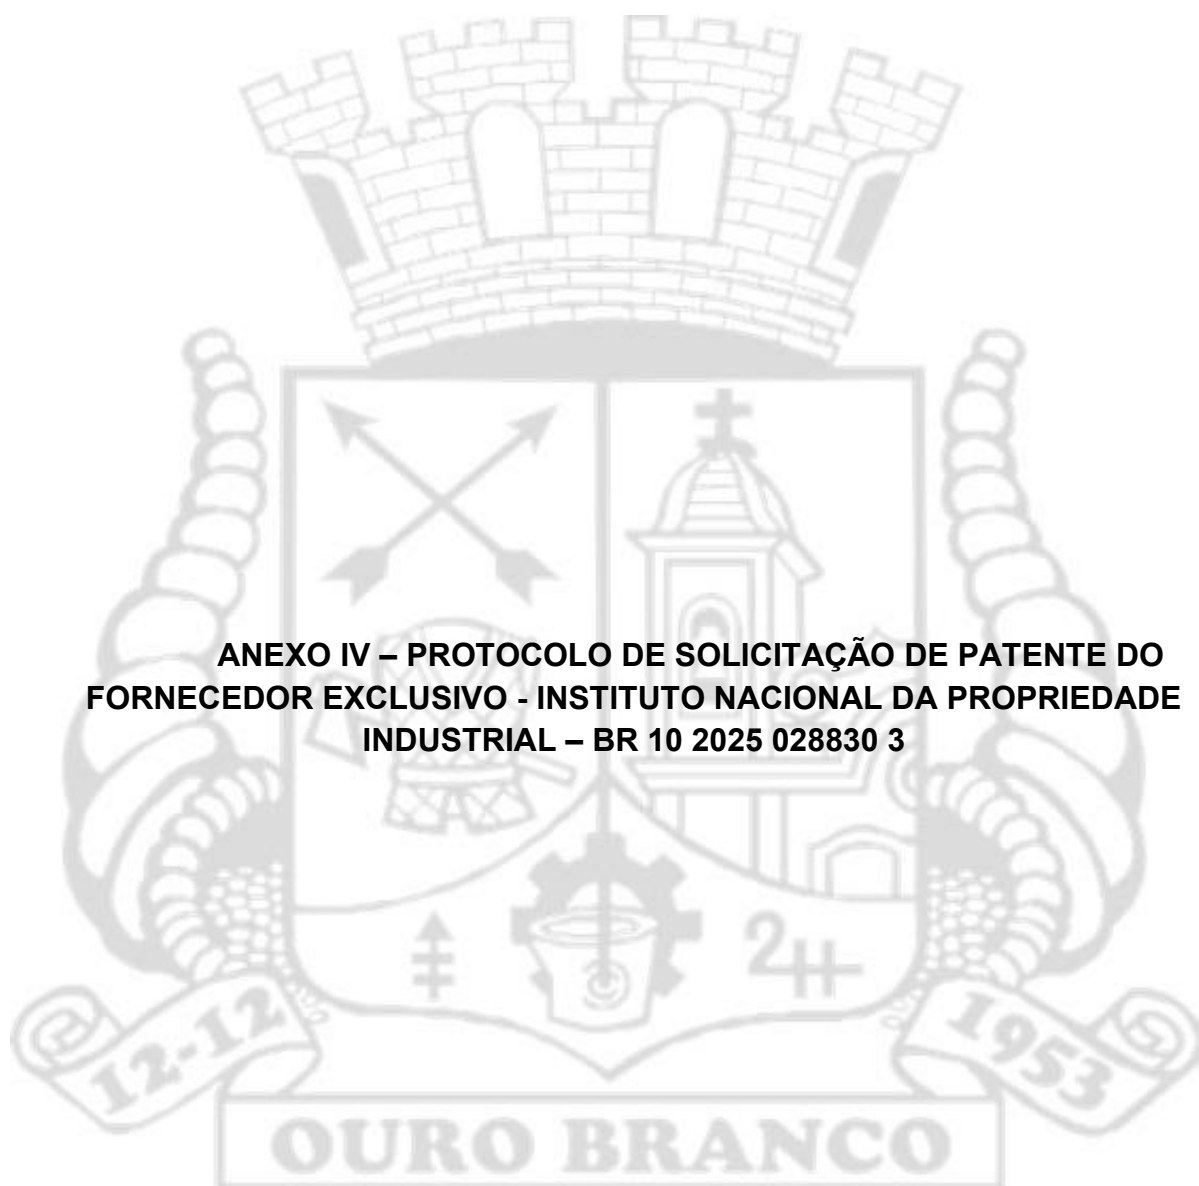 ANEXO IV – PROTOCOLO DE SOLICITAÇÃO DE PATENTE DO
FORNECEDOR EXCLUSIVO - INSTITUTO NACIONAL DA PROPRIEDADE
INDUSTRIAL – BR 10 2025 028830 3
12-12
1953
OURO BRANCO